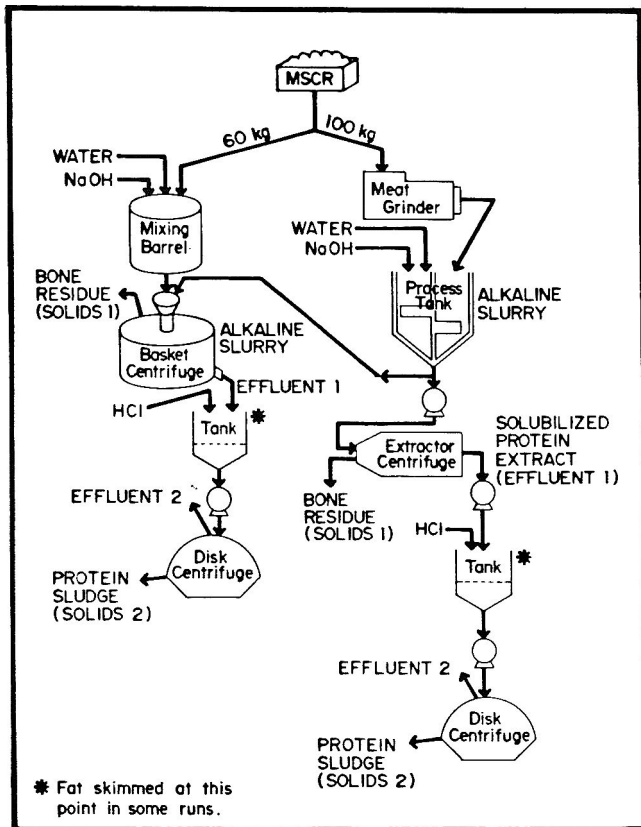 MSCR
60 kg
100 kg
WATER
NaOH
Mixing
Barrel
Meat
Grinder
WATER
NaOH
Process
Tank
ALKALINE
SLURRY
BONE
RESIDUE
(SOLIDS 1)
ALKALINE
SLURRY
Basket
Centrifuge
EFFLUENT 1
HCl
Tank
*
EFFLUENT 2
Disk
Centrifuge
PROTEIN
SLUDGE
(SOLIDS 2)
Extractor
Centrifuge
SOLUBILIZED
PROTEIN
EXTRACT
(EFFLUENT 1)
BONE
RESIDUE
(SOLIDS 1)
HCl
Tank
*
EFFLUENT 2
Disk
Centrifuge
PROTEIN
SLUDGE
(SOLIDS 2)
* Fat skimmed at this
point in some runs.